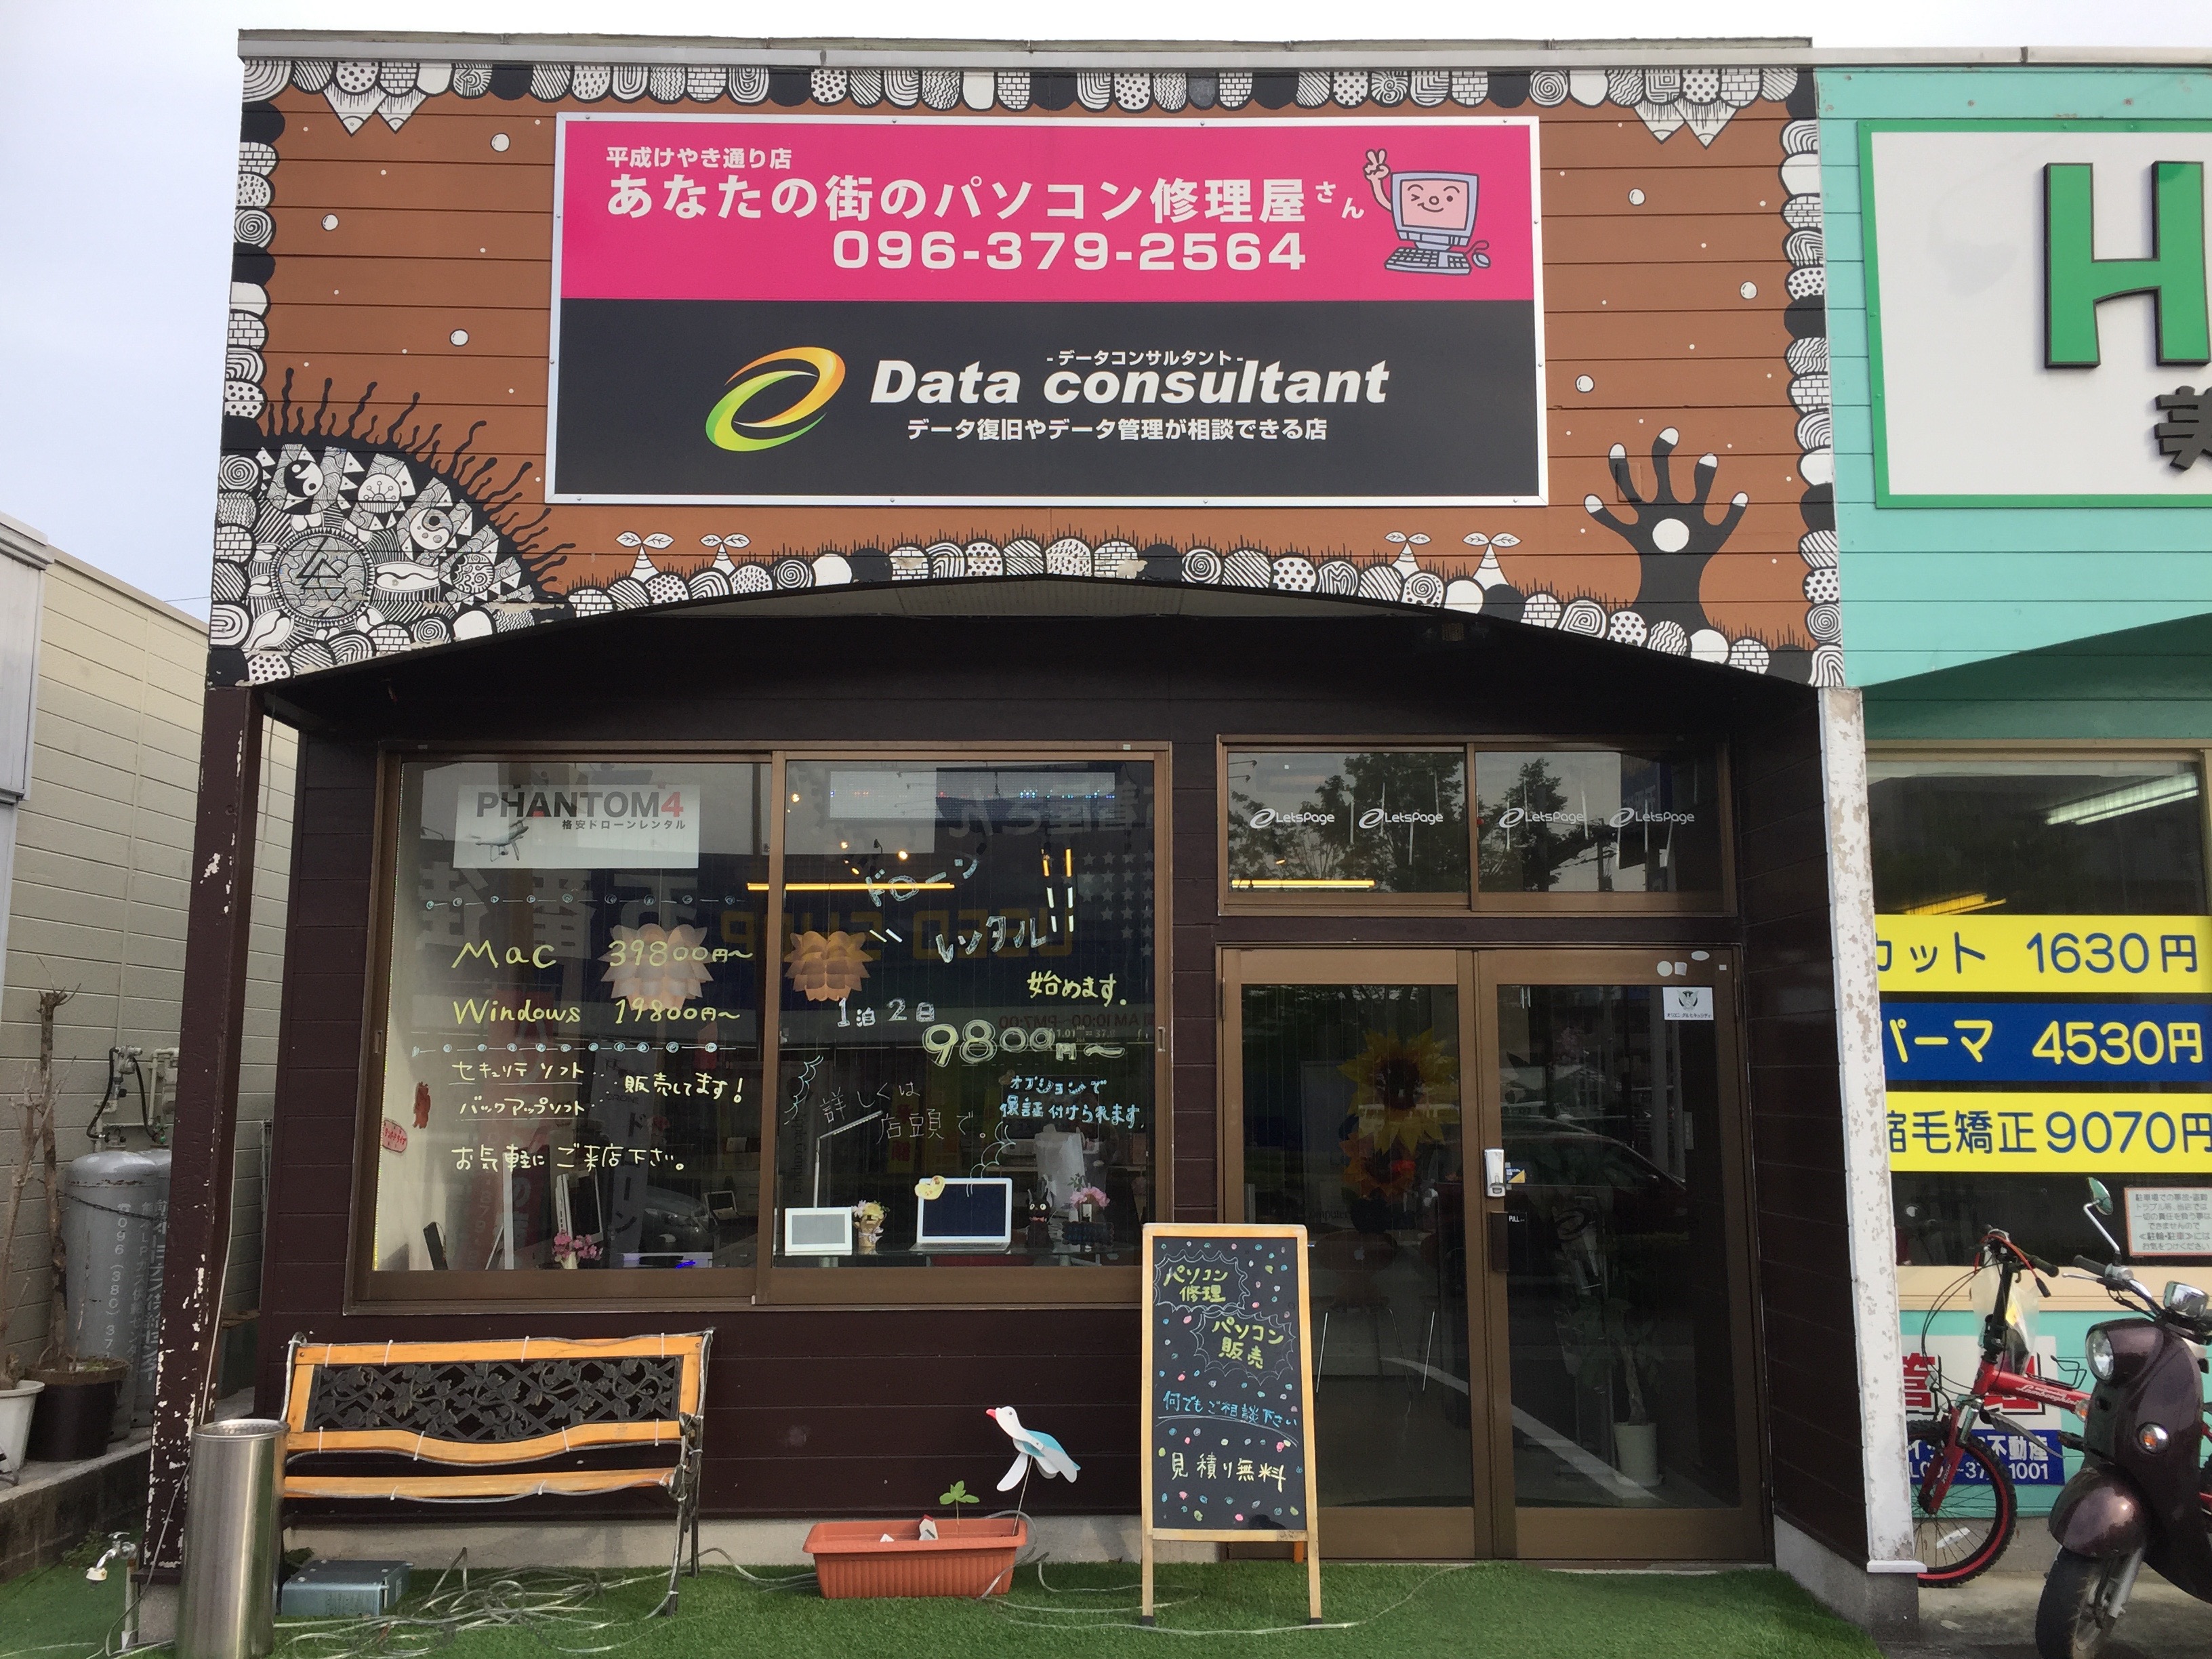 平成けやき通り店
あなたの街のパソコン修理屋さん
096-379-2564
-データコンサルタント-
Data consultant
データ復旧やデータ管理が相談できる店
H
美
PHANTOM4
格安ドローンレンタル
Mac 39800円~
Windows 19800円~
セキュリテソフト…
バックアップソフト…
販売してます!
お気軽にご来店下さい。
ドローン
レンタル!!
始めます。
1泊2日
9800円~
詳しくは
店頭で。
オプションで
保証付けられます。
LetsPage LetsPage LetsPage LetsPage
PULL
パソコン
修理
パソコン
販売
何でもご相談下さい
見積り無料
カット 1630円
パーマ 4530円
縮毛矯正 9070円
不動産
1001